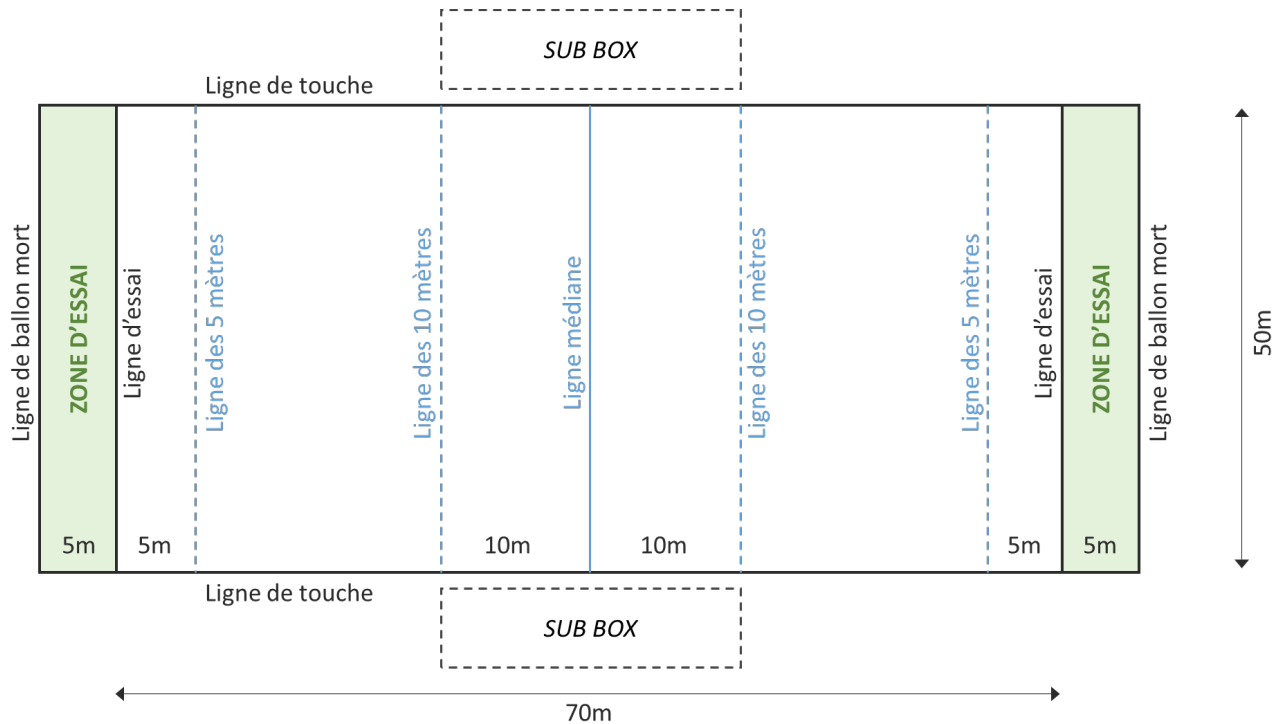 SUB BOX
Ligne de touche
Ligne de ballon mort
ZONE D’ESSAI
Ligne d’essai
Ligne des 5 mètres
Ligne des 10 mètres
Ligne médiane
Ligne des 10 mètres
Ligne des 5 mètres
Ligne d’essai
ZONE D’ESSAI
Ligne de ballon mort
50m
5m
5m
10m
10m
5m
5m
Ligne de touche
SUB BOX
70m